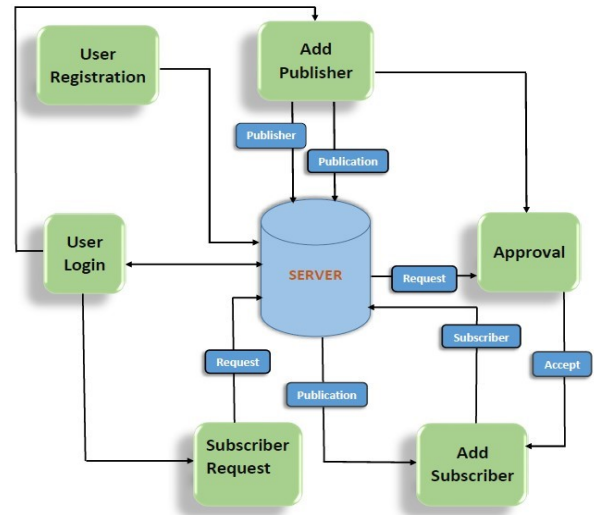 User
Registration
Add
Publisher
Publisher
Publication
User
Login
SERVER
Request
Approval
Request
Subscriber
Publication
Accept
Subscriber
Request
Add
Subscriber